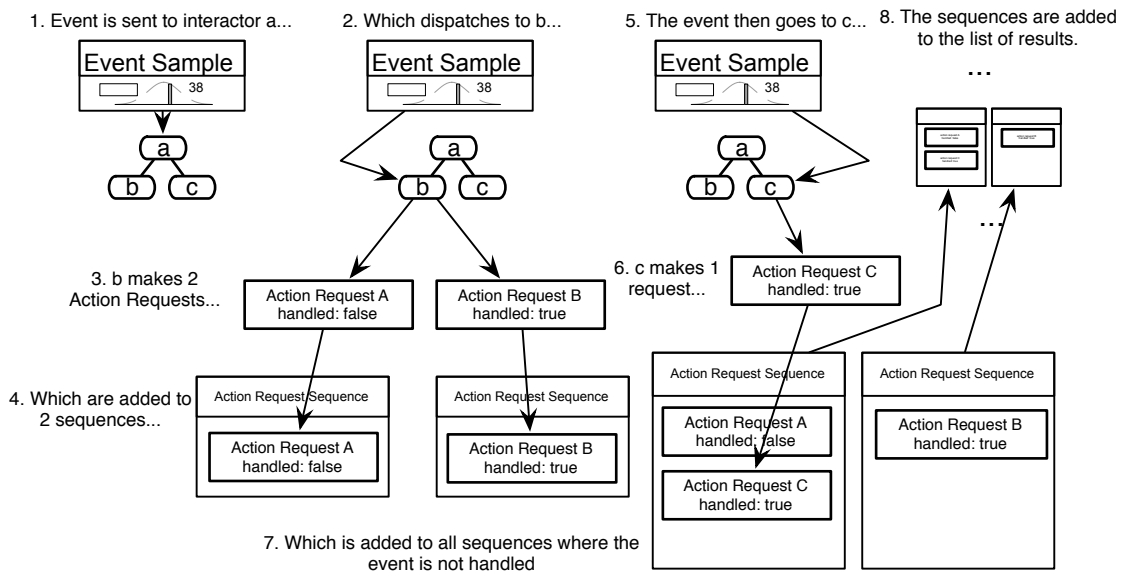 1. Event is sent to interactor a...
2. Which dispatches to b...
5. The event then goes to c...
8. The sequences are added
to the list of results.
...
Event Sample
38
a
b
c
Event Sample
38
a
b
c
Event Sample
38
a
b
c
...
3. b makes 2
Action Requests...
Action Request A
handled: false
Action Request B
handled: true
6. c makes 1
request...
Action Request C
handled: true
4. Which are added to
2 sequences...
Action Request Sequence
Action Request A
handled: false
Action Request Sequence
Action Request B
handled: true
Action Request Sequence
Action Request A
handled: false
Action Request C
handled: true
Action Request Sequence
Action Request B
handled: true
7. Which is added to all sequences where the
event is not handled